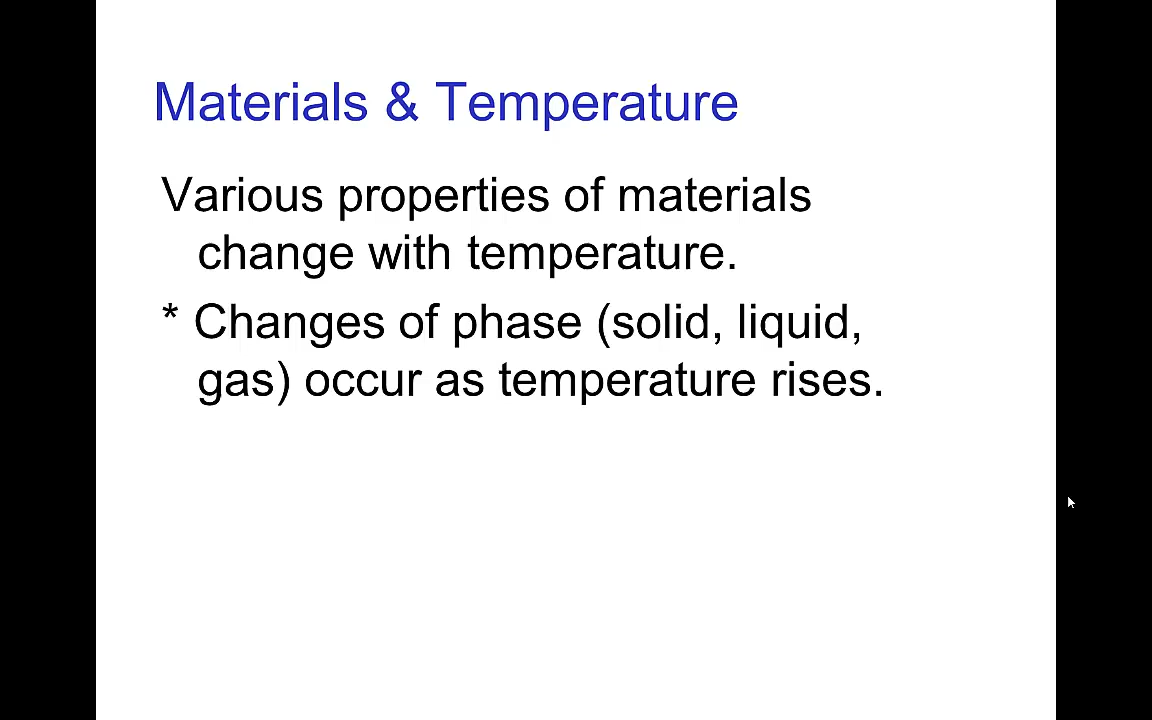 Materials & Temperature
Various properties of materials
change with temperature.
* Changes of phase (solid, liquid,
gas) occur as temperature rises.